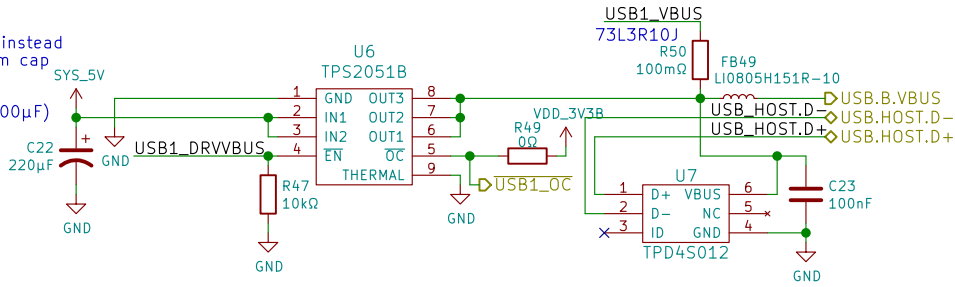 USB1_VBUS
73L3R10J
R50
100mΩ
instead
m cap
00µF)
SYS_5V
C22
220µF
GND
GND
USB1_DRVVBUS
R47
10kΩ
GND
U6
TPS2051B
1 GND OUT3 8
2 IN1 OUT2 7
3 IN2 OUT1 6
4 EN OC 5
THERMAL 9
GND
VDD_3V3B
R49
0Ω
USB1_OC
FB49
LI0805H151R-10
USB.B.VBUS
USB_HOST.D- USB.HOST.D-
USB_HOST.D+ USB.HOST.D+
U7
1 D+ VBUS 6
2 D- NC 5
3 ID GND 4
TPD4S012
C23
100nF
GND